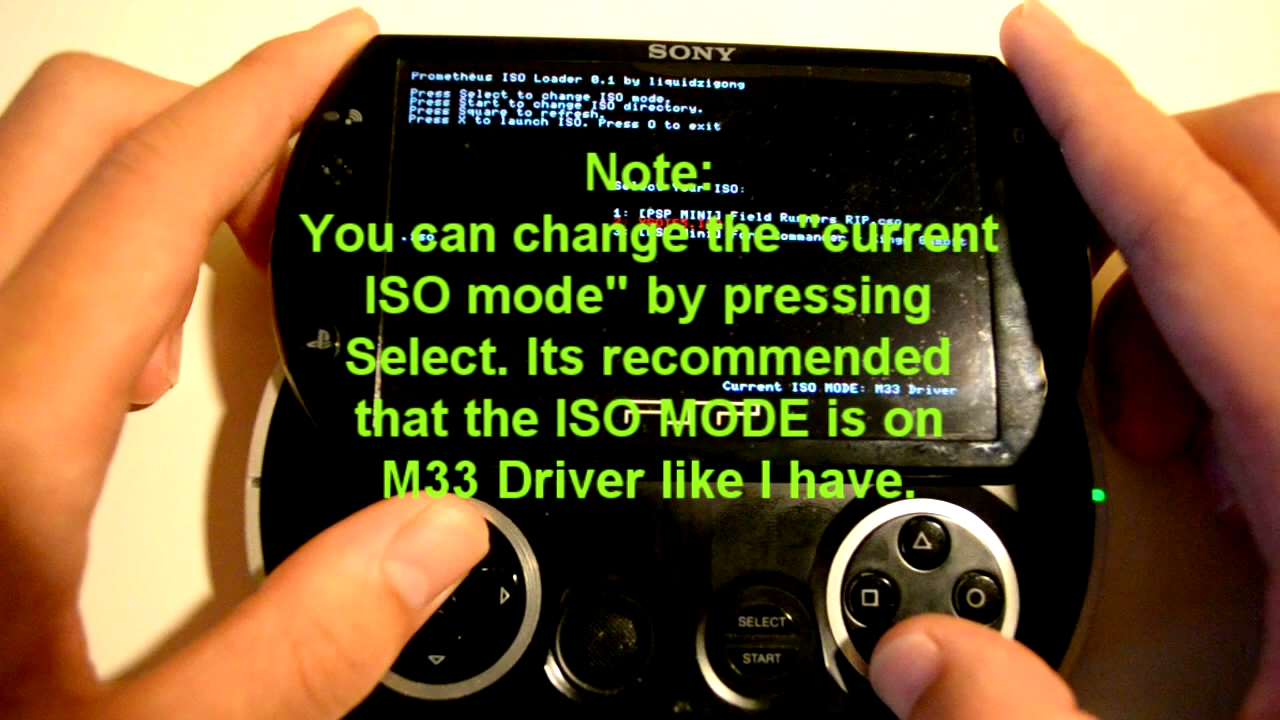 SONY
Prometheus ISO Loader 0.1 by liquidzigong
Press Select to change ISO mode.
Press Start to change ISO directory.
Press Square to refresh.
Press X to launch ISO. Press O to exit
Note:
Select Your ISO:
1: [PSP MINI] Field Runners RIP.cso
You can change the "current
.iso
ISO mode" by pressing
Select. Its recommended
Current ISO MODE: M33 Driver
that the ISO MODE is on
M33 Driver like I have.
SELECT
START